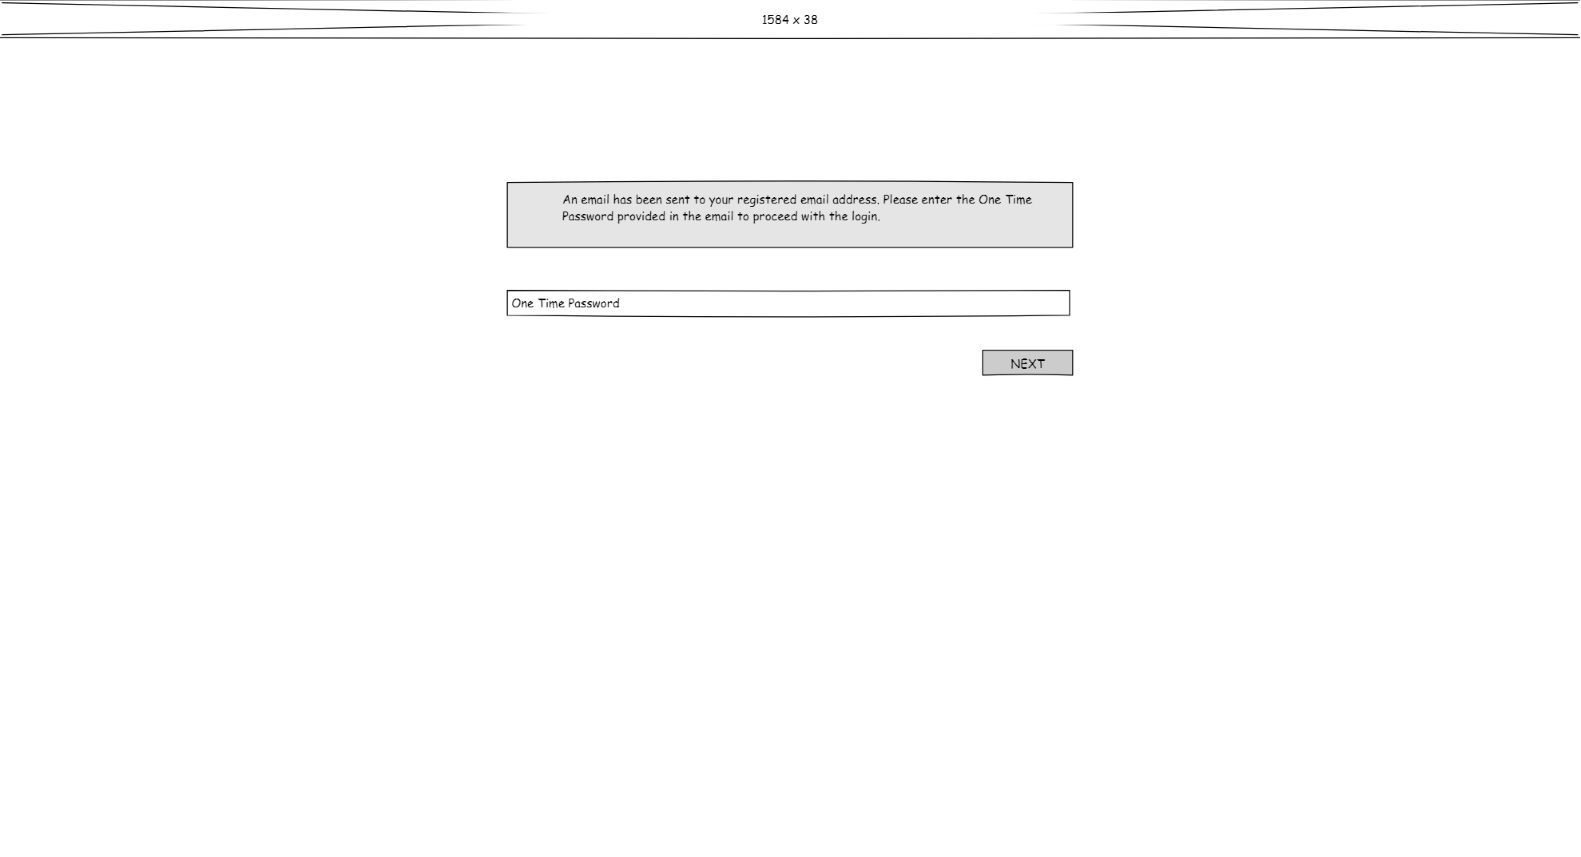 1584 x 38
An email has been sent to your registered email address. Please enter the One Time
Password provided in the email to proceed with the login.
One Time Password
NEXT